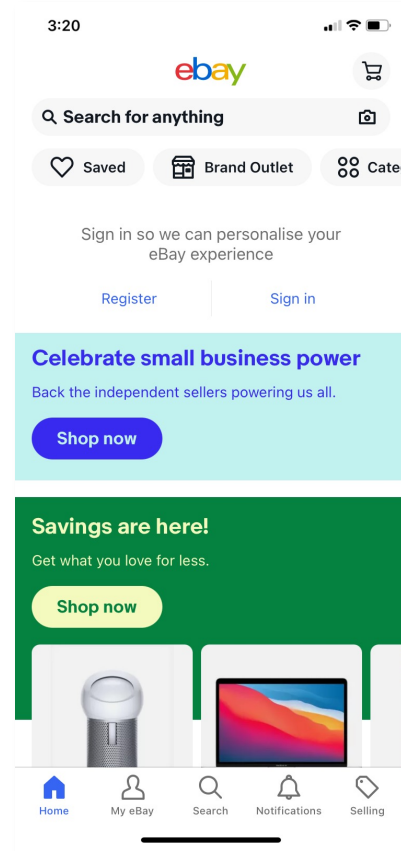 3:20
ebay
Search for anything
Saved
Brand Outlet
Cate
Sign in so we can personalise your
eBay experience
Register
Sign in
Celebrate small business power
Back the independent sellers powering us all.
Shop now
Savings are here!
Get what you love for less.
Shop now
Home
My eBay
Search
Notifications
Selling